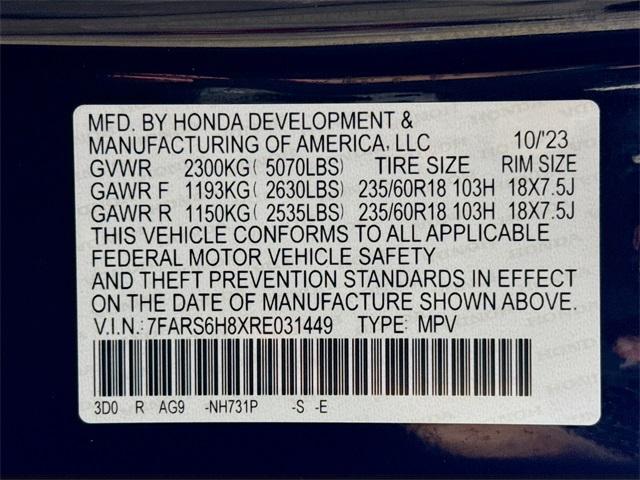 MFD. BY HONDA DEVELOPMENT &
MANUFACTURING OF AMERICA, LLC 10/'23
GVWR 2300KG( 5070LBS) TIRE SIZE RIM SIZE
GAWR F 1193KG( 2630LBS) 235/60R18 103H 18X7.5J
GAWR R 1150KG( 2535LBS) 235/60R18 103H 18X7.5J
THIS VEHICLE CONFORMS TO ALL APPLICABLE
FEDERAL MOTOR VEHICLE SAFETY
AND THEFT PREVENTION STANDARDS IN EFFECT
ON THE DATE OF MANUFACTURE SHOWN ABOVE.
V.I.N.: 7FARS6H8XRE031449 TYPE: MPV
3D0 R AG9 -NH731P -S -E